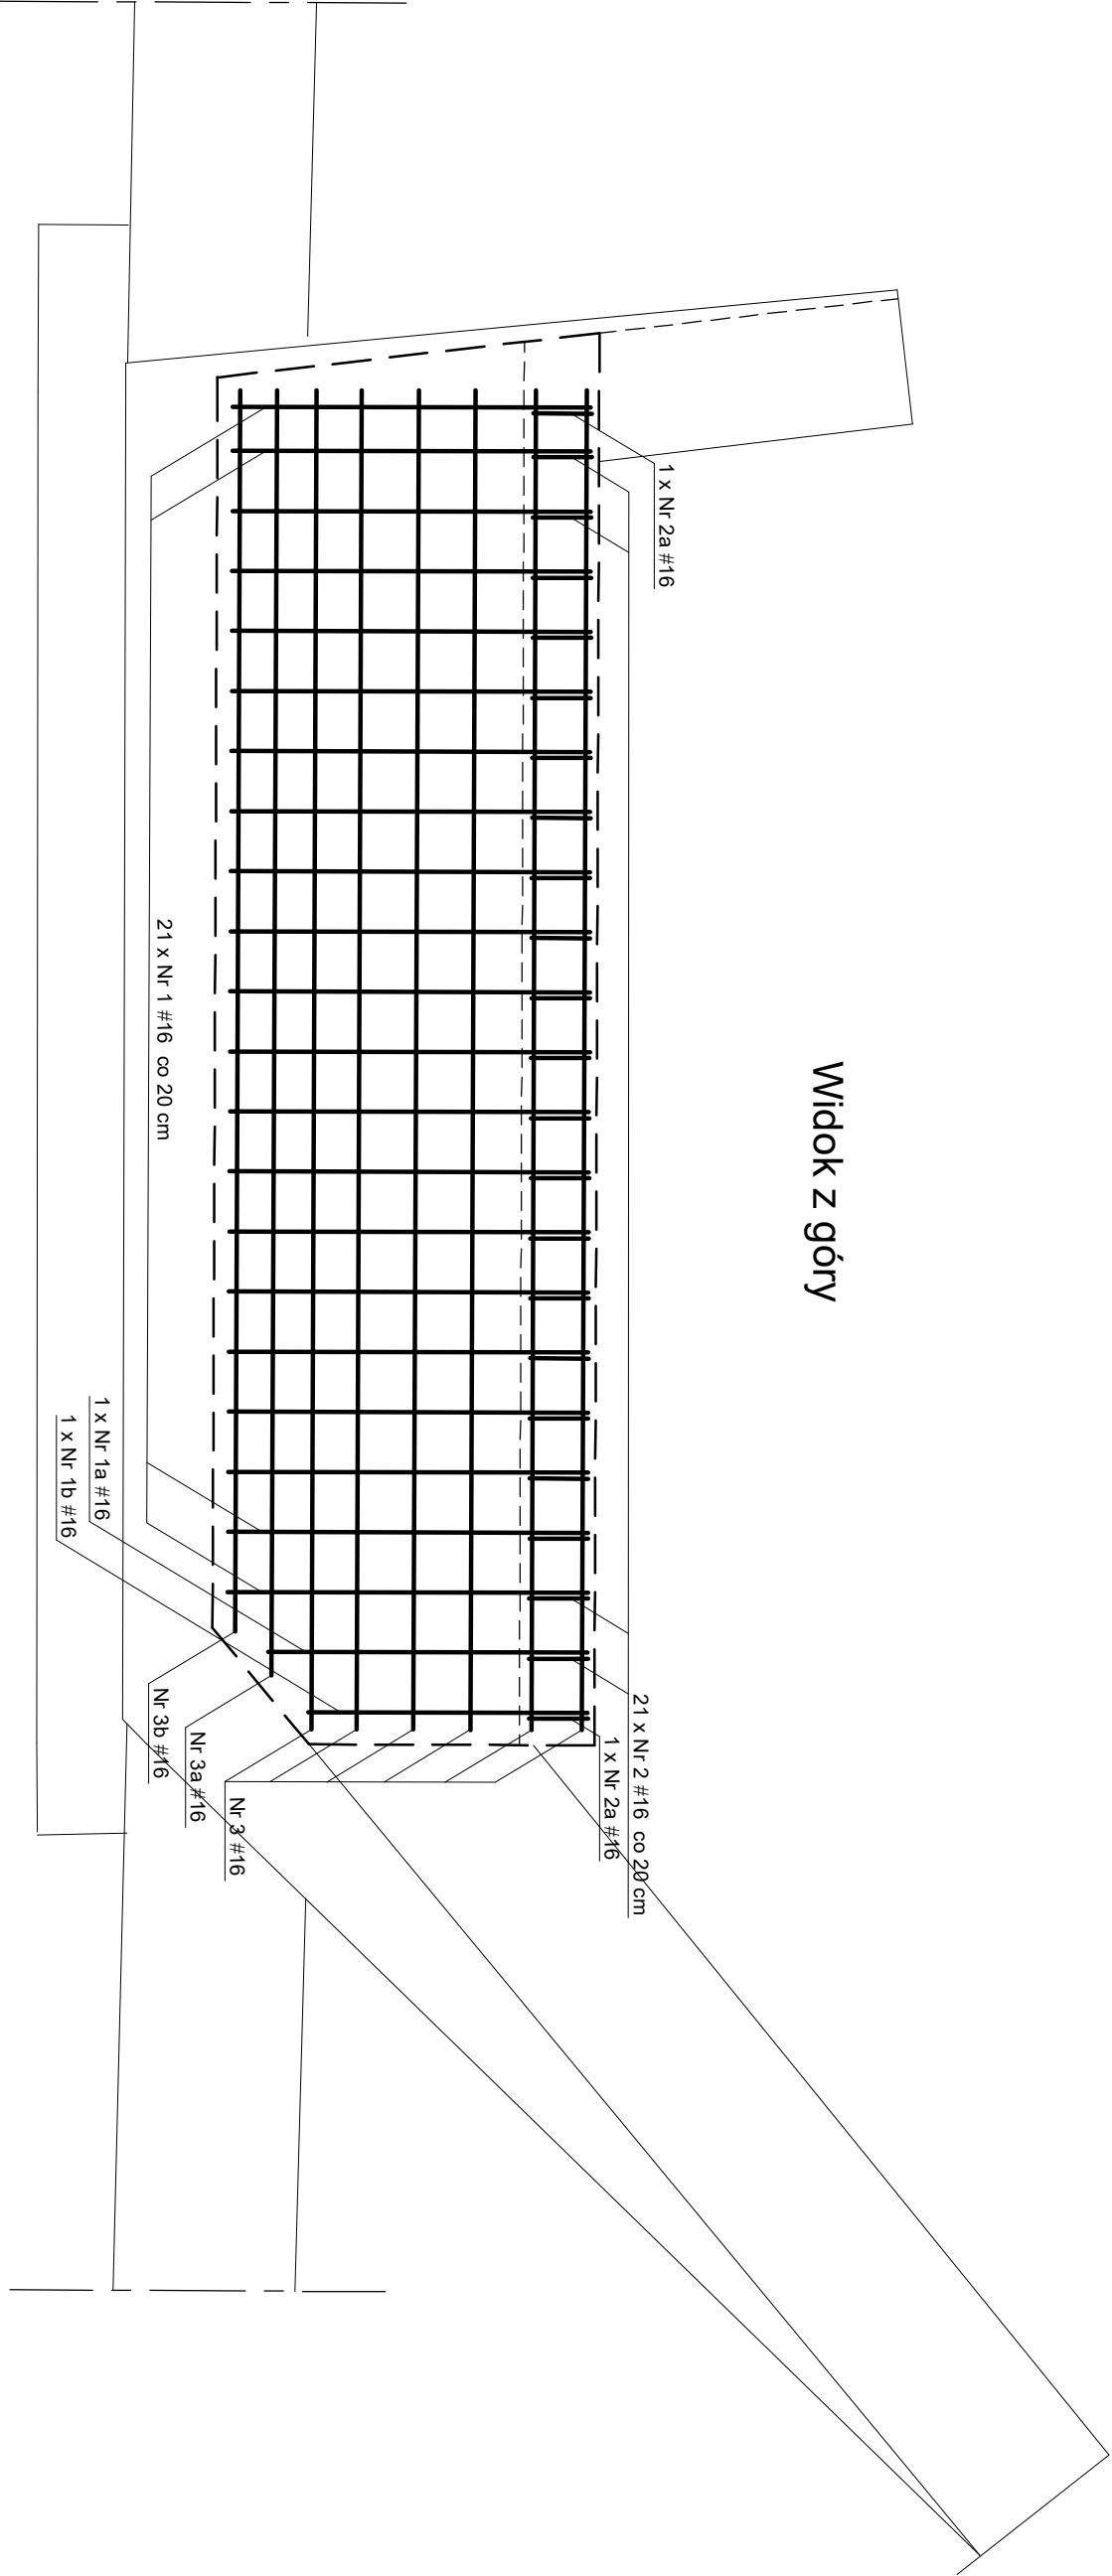 Widok z góry
1 x Nr 2a #16
21 x Nr 2 #16 co 20 cm
1 x Nr 2a #16
Nr 3 #16
Nr 3a #16
Nr 3b #16
21 x Nr 1 #16 co 20 cm
1 x Nr 1a #16
1 x Nr 1b #16